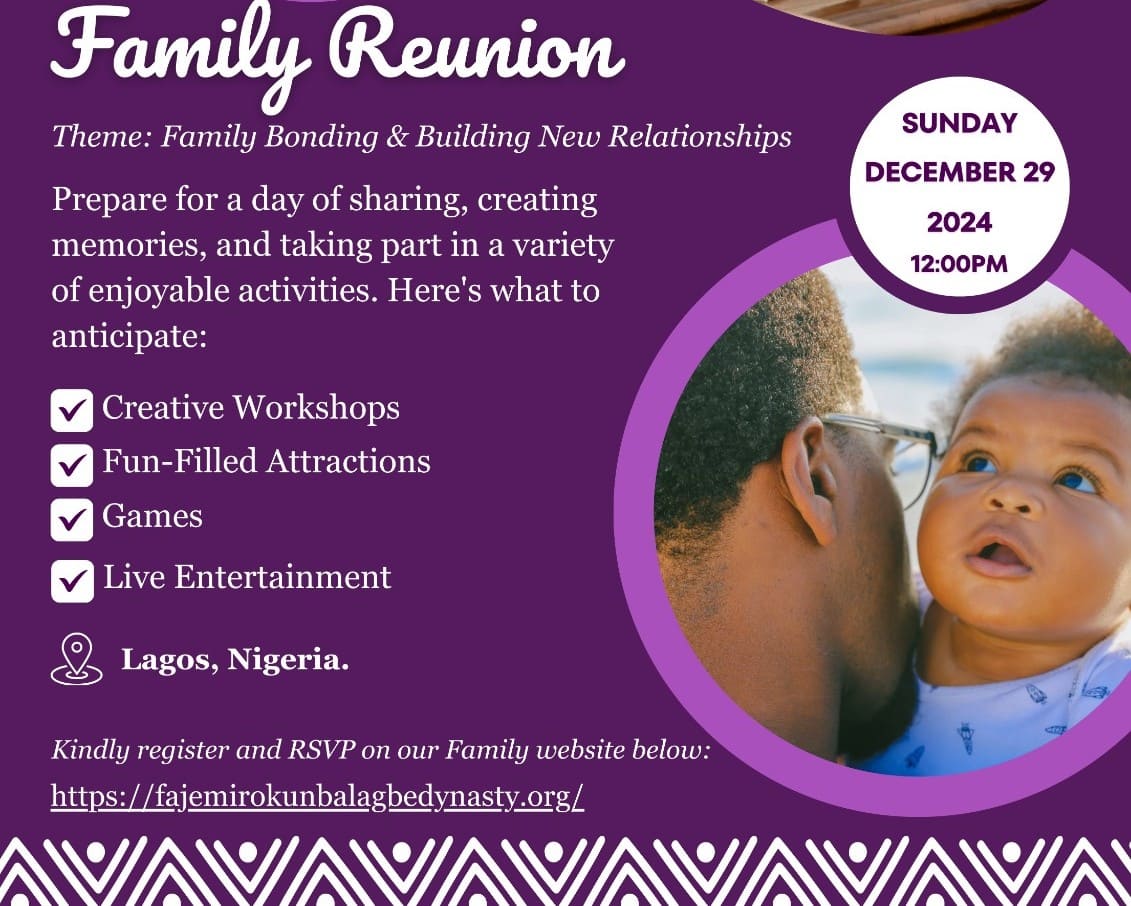 Family Reunion
Theme: Family Bonding & Building New Relationships
SUNDAY
DECEMBER 29
2024
12:00PM
Prepare for a day of sharing, creating
memories, and taking part in a variety
of enjoyable activities. Here's what to
anticipate:
Creative Workshops
Fun-Filled Attractions
Games
Live Entertainment
Lagos, Nigeria.
Kindly register and RSVP on our Family website below:
https://fajemirokunbalagbedynasty.org/